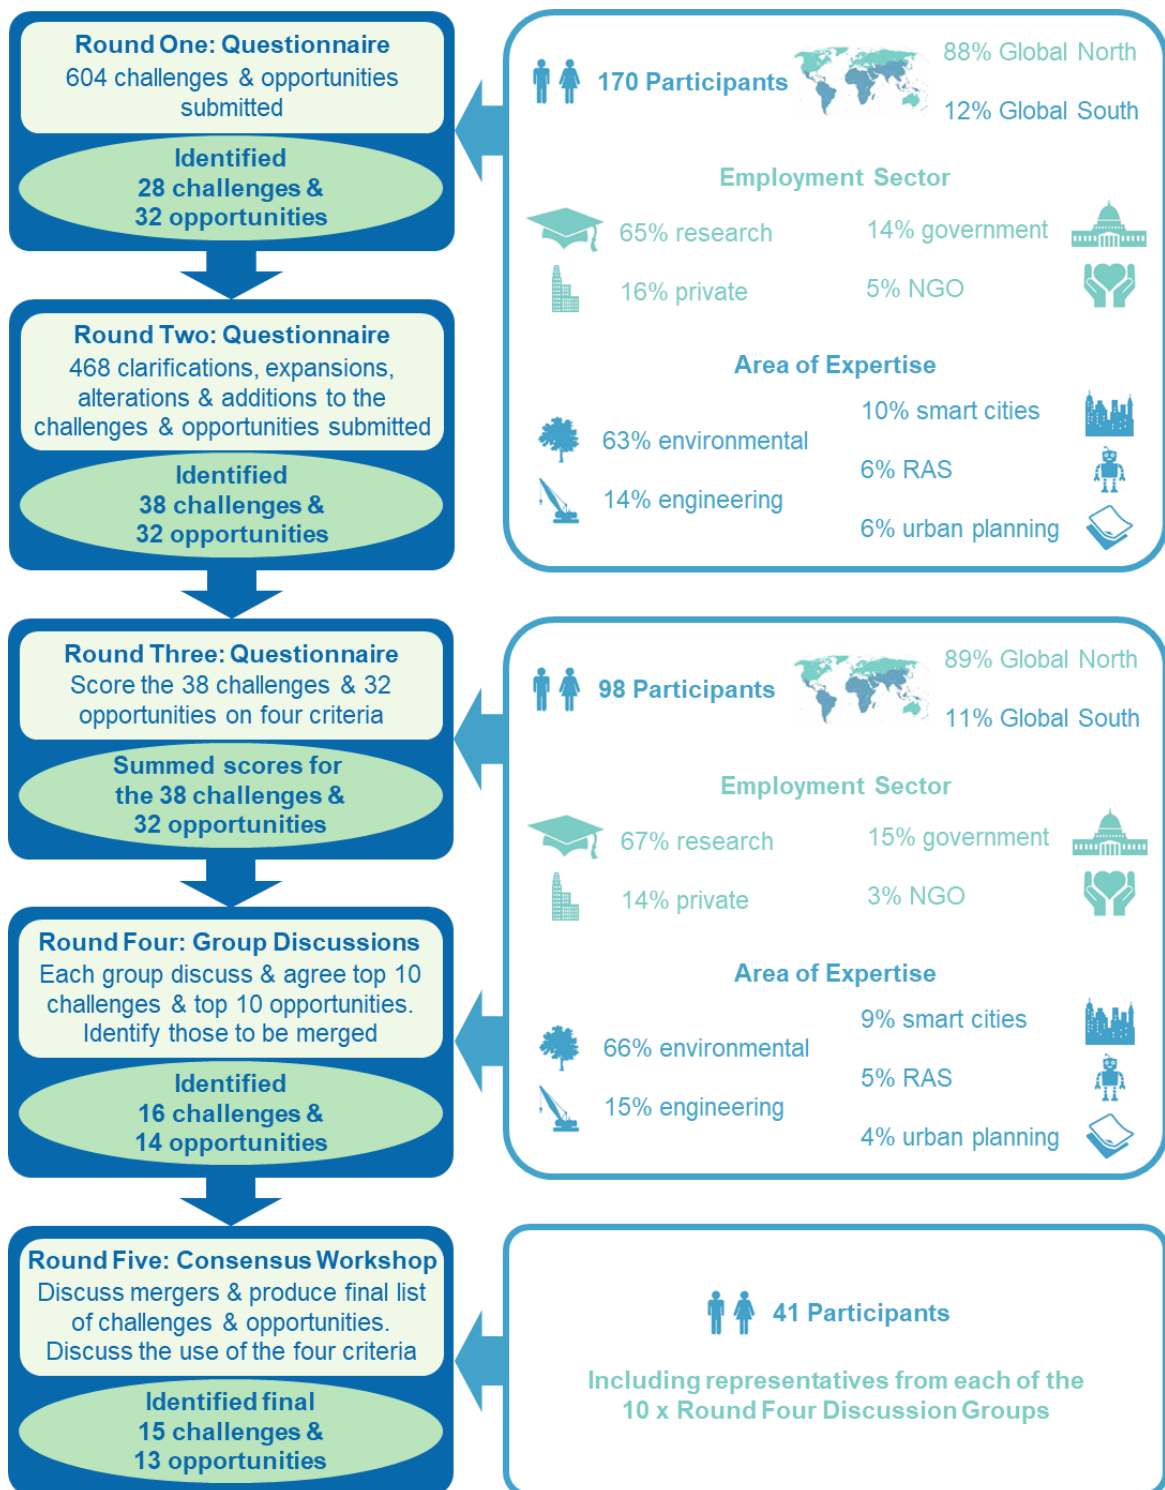 Round One: Questionnaire
604 challenges & opportunities
submitted
Identified
28 challenges &
32 opportunities
170 Participants
88% Global North
12% Global South
Employment Sector
65% research
14% government
16% private
5% NGO
Area of Expertise
10% smart cities
63% environmental
6% RAS
14% engineering
6% urban planning
Round Two: Questionnaire
468 clarifications, expansions,
alterations & additions to the
challenges & opportunities submitted
Identified
38 challenges &
32 opportunities
Round Three: Questionnaire
Score the 38 challenges & 32
opportunities on four criteria
Summed scores for
the 38 challenges &
32 opportunities
98 Participants
89% Global North
11% Global South
Employment Sector
67% research
15% government
14% private
3% NGO
Area of Expertise
9% smart cities
66% environmental
5% RAS
15% engineering
4% urban planning
Round Four: Group Discussions
Each group discuss & agree top 10
challenges & top 10 opportunities.
Identify those to be merged
Identified
16 challenges &
14 opportunities
Round Five: Consensus Workshop
Discuss mergers & produce final list
of challenges & opportunities.
Discuss the use of the four criteria
Identified final
15 challenges &
13 opportunities
41 Participants
Including representatives from each of the
10 x Round Four Discussion Groups